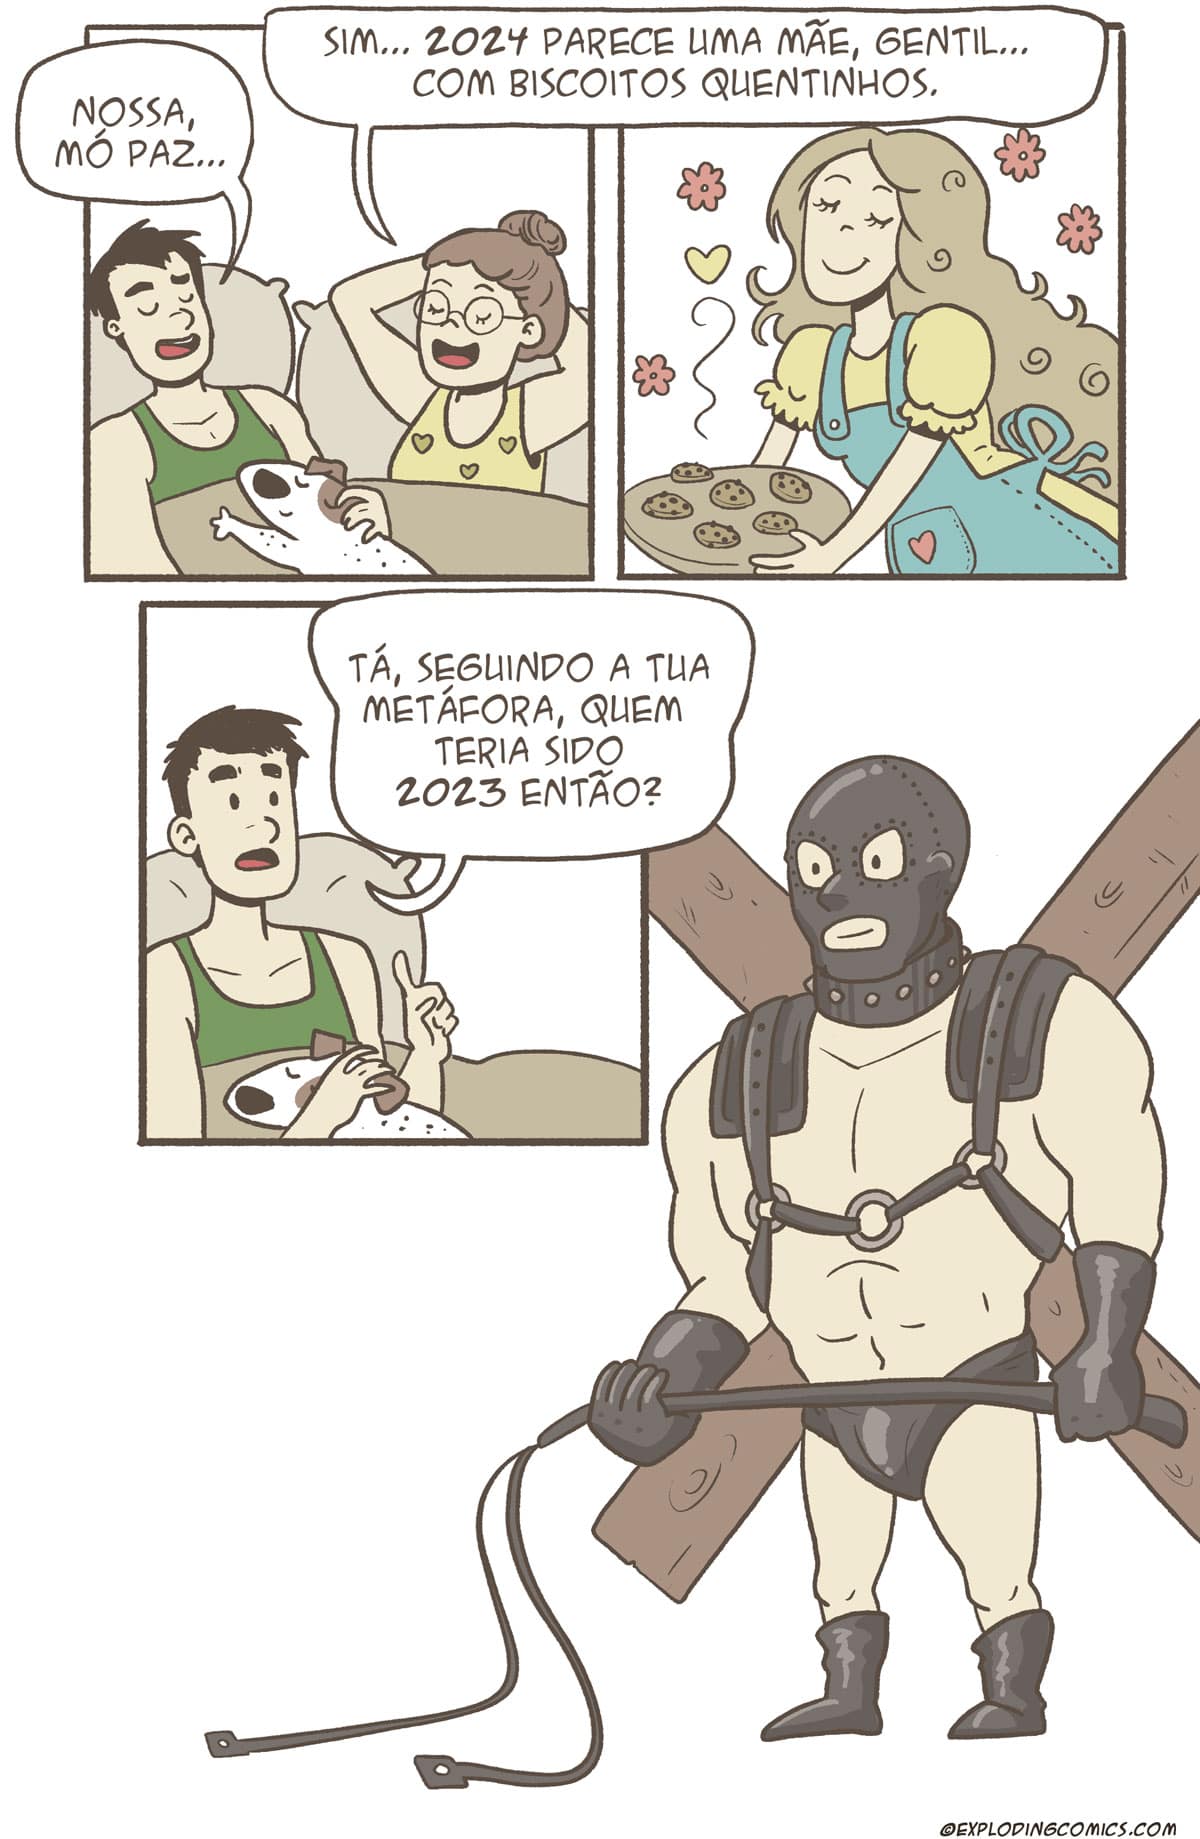 NOSSA,
MÓ PAZ...
SIM... 2024 PARECE UMA MÃE, GENTIL...
COM BISCOITOS QUENTINHOS.
TÁ, SEGUINDO A TUA
METÁFORA, QUEM
TERIA SIDO
2023 ENTÃO?
©EXPLODINGCOMICS.COM